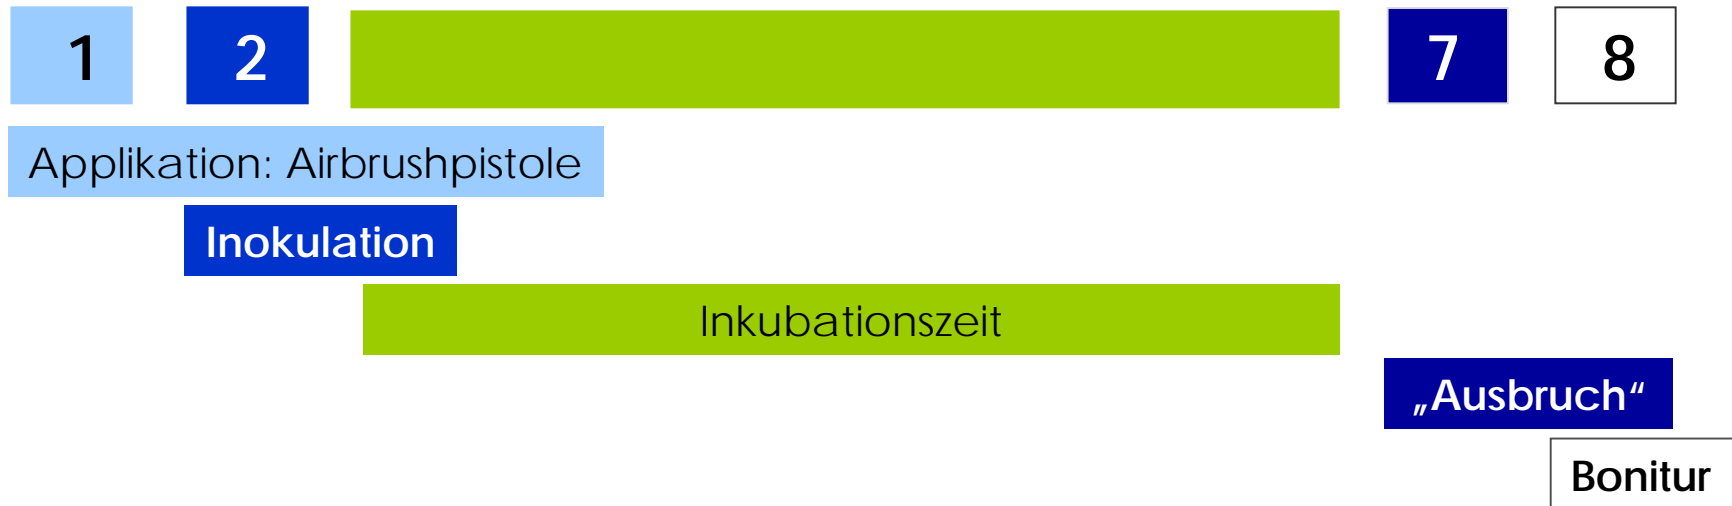 1 2 7 8
Applikation: Airbrushpistole
Inokulation
Inkubationszeit
„Ausbruch“
Bonitur